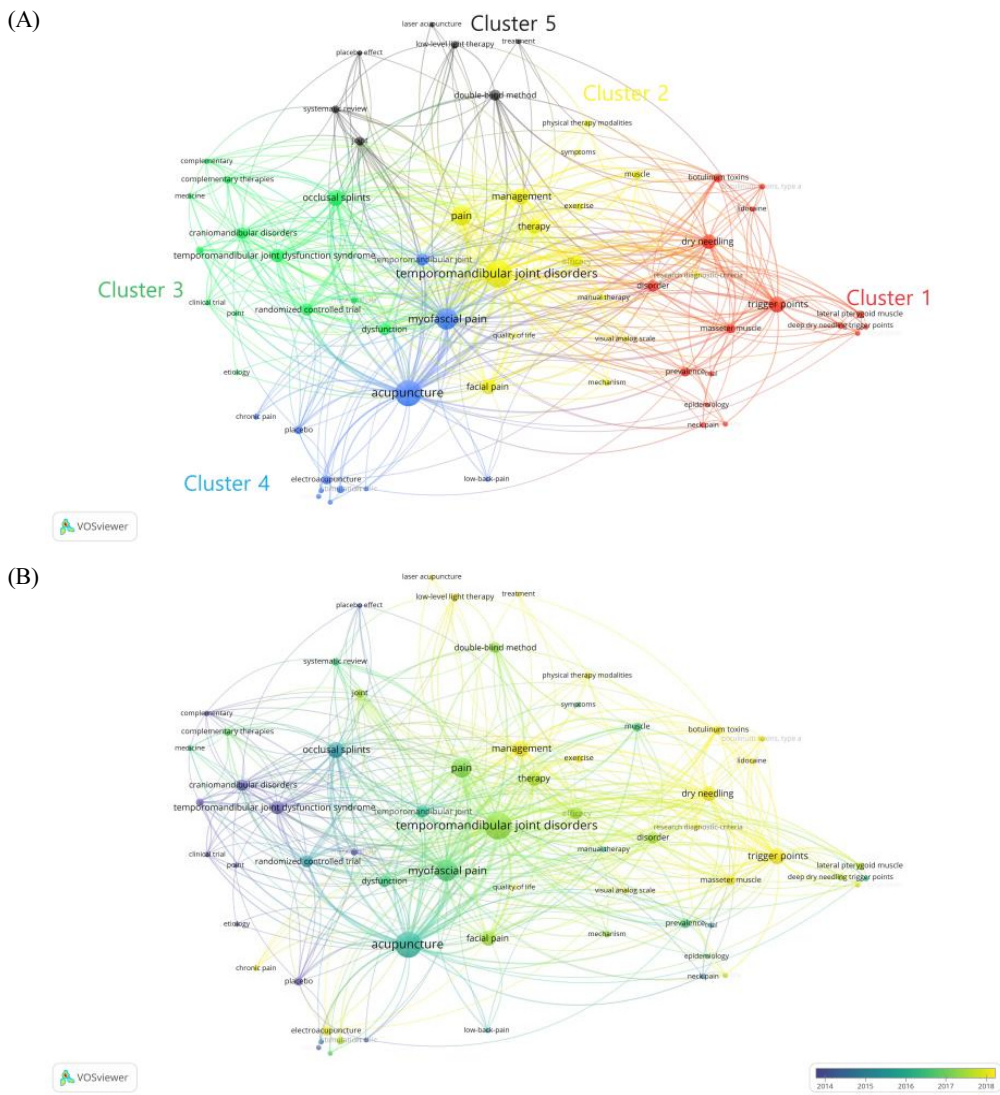 (A)
Cluster 5
laser acupuncture
low-level light therapy
treatment
placebo effect
double-blind method
Cluster 2
systematic review
physical therapy modalities
symptoms
complementary
complementary therapies
medicine
occlusal splints
management
muscle
botulinum toxins
exercise
lidocaine
pain
therapy
craniomandibular disorders
dry needling
temporomandibular joint dysfunction syndrome
temporomandibular joint
efficacy
temporomandibular joint disorders
research diagnostic-criteria
disorder
Cluster 3
manual therapy
Cluster 1
clinical trial
point
randomized controlled trial
myofascial pain
trigger points
lateral pterygoid muscle
deep dry needling trigger points
dysfunction
quality of life
visual analog scale
masseter muscle
etiology
prevalence
mechanism
facial pain
acupuncture
epidemiology
chronic pain
placebo
neck pain
Cluster 4
electroacupuncture
low-back-pain
VOSviewer
(B)
laser acupuncture
low-level light therapy
treatment
placebo effect
double-blind method
systematic review
physical therapy modalities
joint
symptoms
complementary
complementary therapies
medicine
occlusal splints
management
muscle
botulinum toxins
exercise
lidocaine
pain
therapy
craniomandibular disorders
dry needling
temporomandibular joint dysfunction syndrome
temporomandibular joint
efficacy
temporomandibular joint disorders
research diagnostic-criteria
disorder
manual therapy
clinical trial
point
randomized controlled trial
myofascial pain
trigger points
lateral pterygoid muscle
deep dry needling trigger points
dysfunction
quality of life
visual analog scale
masseter muscle
etiology
prevalence
mechanism
facial pain
acupuncture
epidemiology
chronic pain
placebo
neck pain
electroacupuncture
low-back-pain
VOSviewer
2014 2015 2016 2017 2018